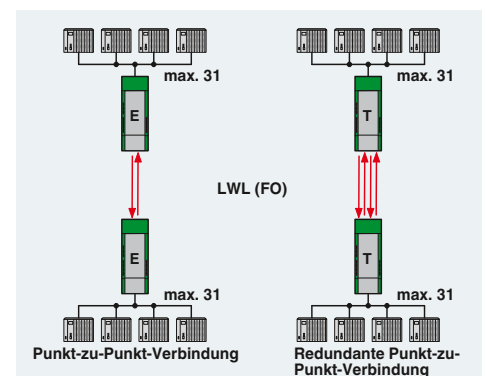 max. 31
max. 31
E
T
LWL (FO)
E
T
max. 31
max. 31
Punkt-zu-Punkt-Verbindung
Redundante Punkt-zu-
Punkt-Verbindung